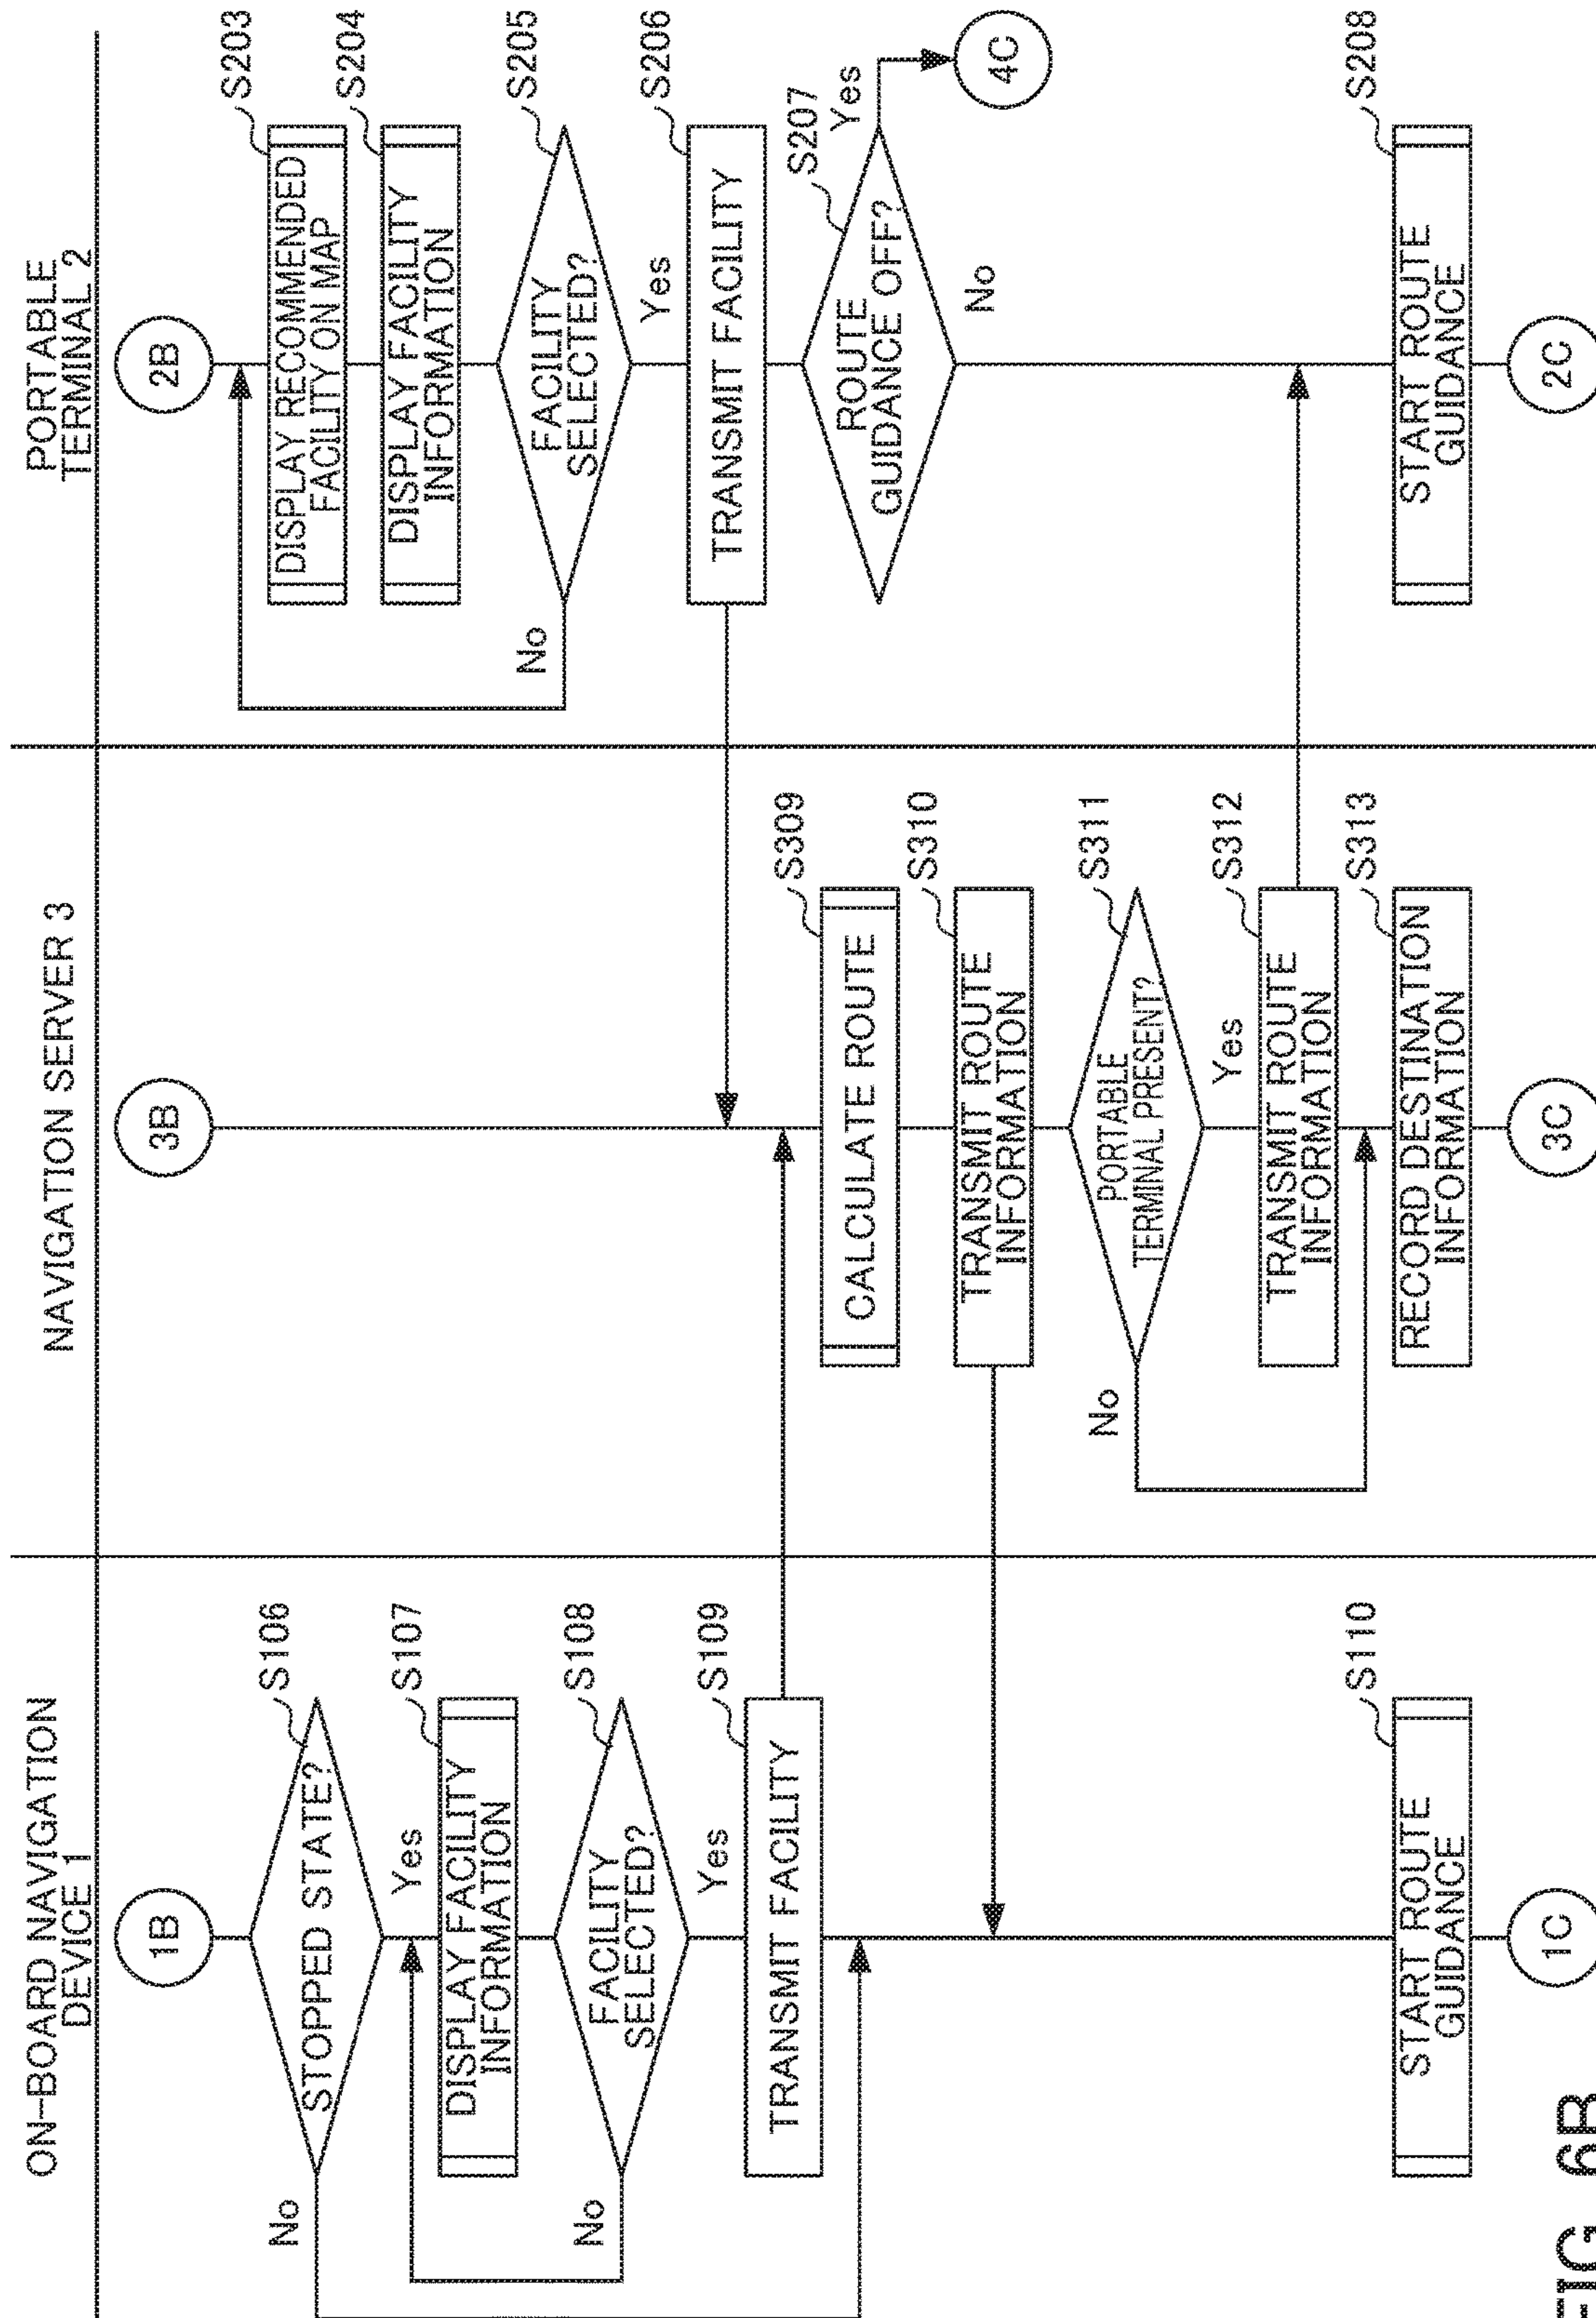 ON-BOARD NAVIGATION
DEVICE 1
1B
S106
STOPPED STATE?
No
Yes
S107
DISPLAY FACILITY
INFORMATION
S108
FACILITY
SELECTED?
No
Yes
S109
TRANSMIT FACILITY
S110
START ROUTE
GUIDANCE
1C
NAVIGATION SERVER 3
3B
S309
CALCULATE ROUTE
S310
TRANSMIT ROUTE
INFORMATION
S311
PORTABLE
TERMINAL PRESENT?
No
Yes
S312
TRANSMIT ROUTE
INFORMATION
S313
RECORD DESTINATION
INFORMATION
3C
PORTABLE
TERMINAL 2
2B
S203
DISPLAY RECOMMENDED
FACILITY ON MAP
S204
DISPLAY FACILITY
INFORMATION
S205
FACILITY
SELECTED?
No
Yes
S206
TRANSMIT FACILITY
S207
ROUTE
GUIDANCE OFF?
Yes
4C
No
S208
START ROUTE
GUIDANCE
2C
FIG. 6B